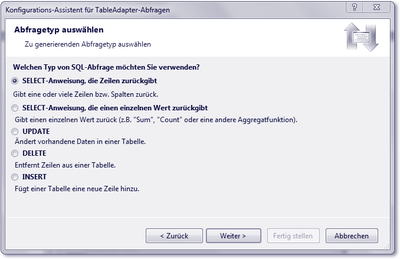 Konfigurations-Assistent für TableAdapter-Abfragen
Abfragetyp auswählen
Zu generierenden Abfragetyp auswählen
Welchen Typ von SQL-Abfrage möchten Sie verwenden?
SELECT-Anweisung, die Zeilen zurückgibt
Gibt eine oder viele Zeilen bzw. Spalten zurück.
SELECT-Anweisung, die einen einzelnen Wert zurückgibt
Gibt einen einzelnen Wert zurück (z.B. "Sum", "Count" oder eine andere Aggregatfunktion).
UPDATE
Ändert vorhandene Daten in einer Tabelle.
DELETE
Entfernt Zeilen aus einer Tabelle.
INSERT
Fügt einer Tabelle eine neue Zeile hinzu.
< Zurück Weiter > Fertig stellen Abbrechen